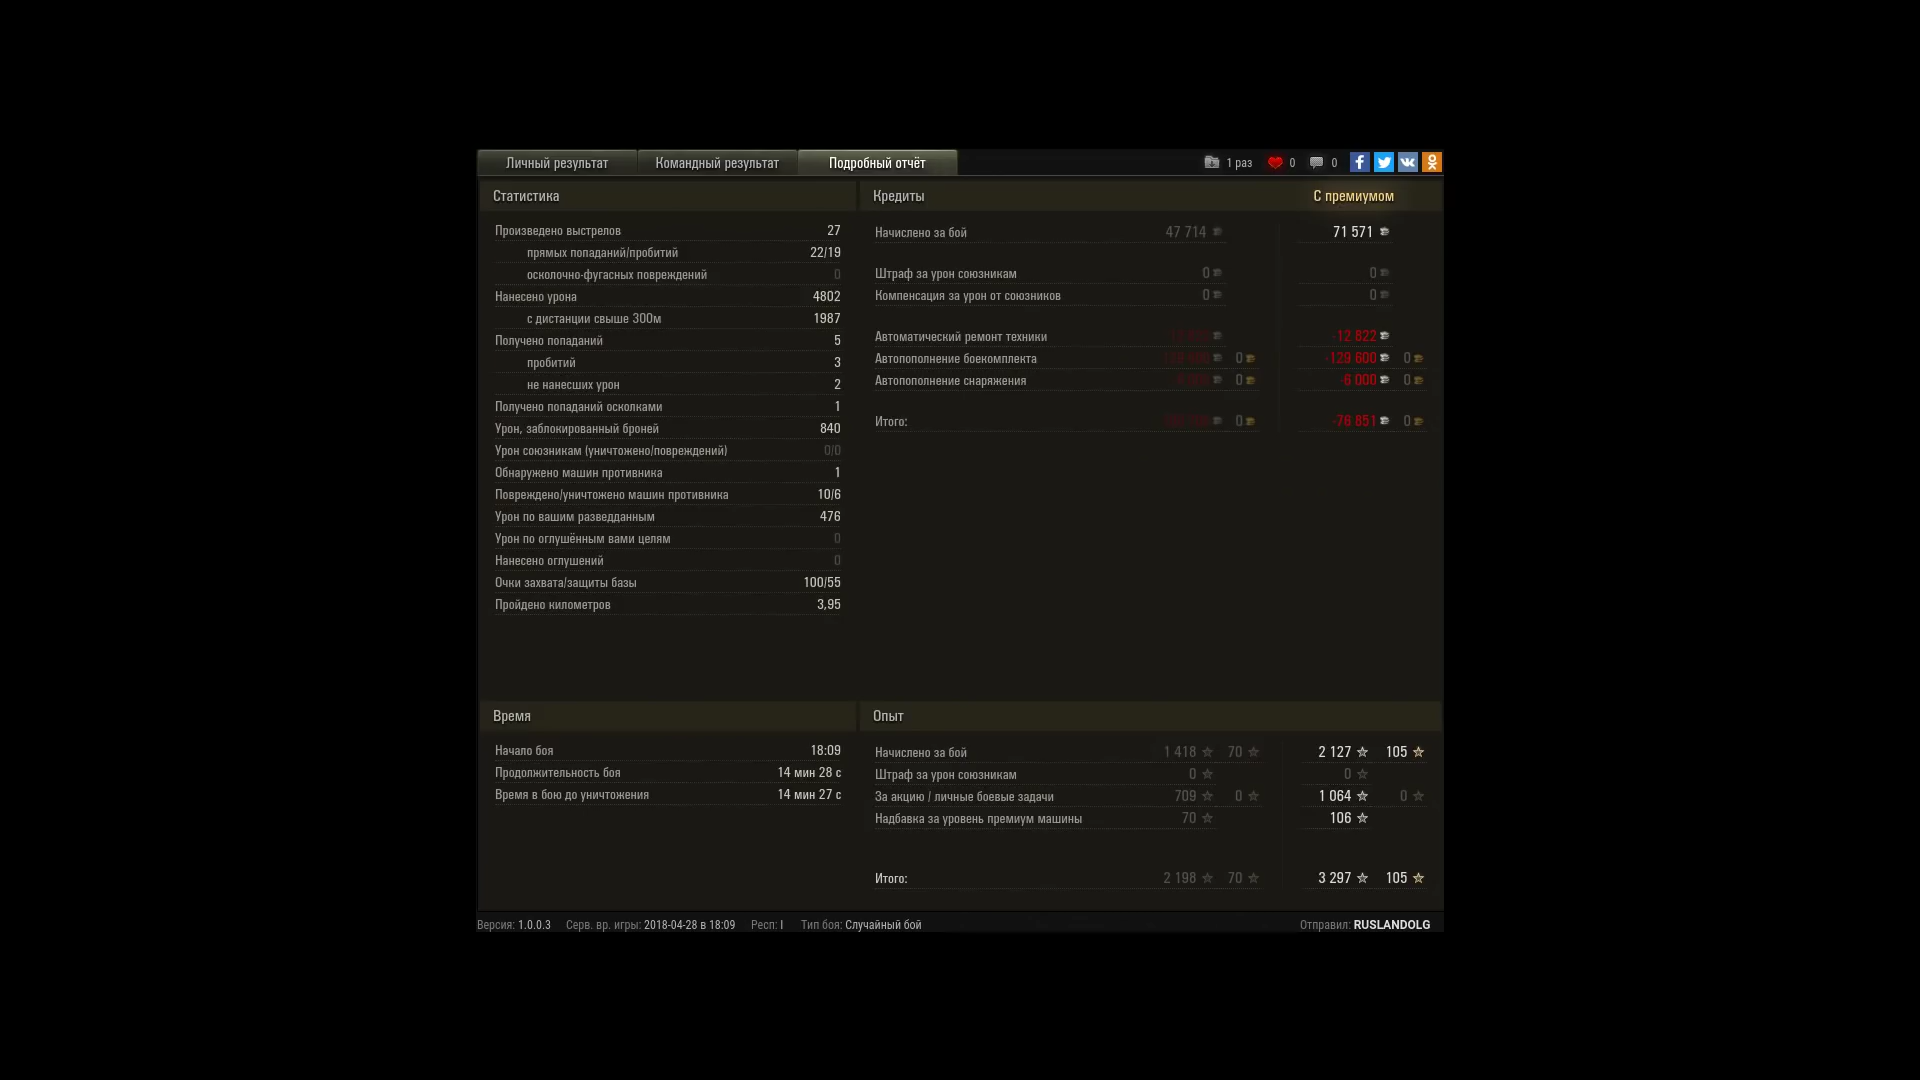 Личный результат Командный результат Подробный отчёт 1 раз 0 0
Статистика
Произведено выстрелов 27
прямых попаданий/пробитий 22/19
осколочно-фугасных повреждений 0
Нанесено урона 4802
с дистанции свыше 300м 1987
Получено попаданий 5
пробитий 3
не нанесших урон 2
Получено попаданий осколками 1
Урон, заблокированный броней 840
Урон союзникам (уничтожено/повреждений) 0/0
Обнаружено машин противника 1
Повреждено/уничтожено машин противника 10/6
Урон по вашим разведданным 476
Урон по оглушённым вами целям 0
Нанесено оглушений 0
Очки захвата/защиты базы 100/55
Пройдено километров 3,95
Кредиты С премиумом
Начислено за бой 47 714 71 571
Штраф за урон союзникам 0 0
Компенсация за урон от союзников 0 0
Автоматический ремонт техники -12 822
Автопополнение боекомплекта 0 -129 600 0
Автопополнение снаряжения 0 -6 000 0
Итого: 0 -76 851 0
Время
Начало боя 18:09
Продолжительность боя 14 мин 28 с
Время в бою до уничтожения 14 мин 27 с
Опыт
Начислено за бой 1 418 70 2 127 105
Штраф за урон союзникам 0 0
За акцию / личные боевые задачи 709 0 1 064 0
Надбавка за уровень премиум машины 70 106
Итого: 2 198 70 3 297 105
Версия: 1.0.0.3 Серв. вр. игры: 2018-04-28 в 18:09 Респ: I Тип боя: Случайный бой Отправил: RUSLANDOLG